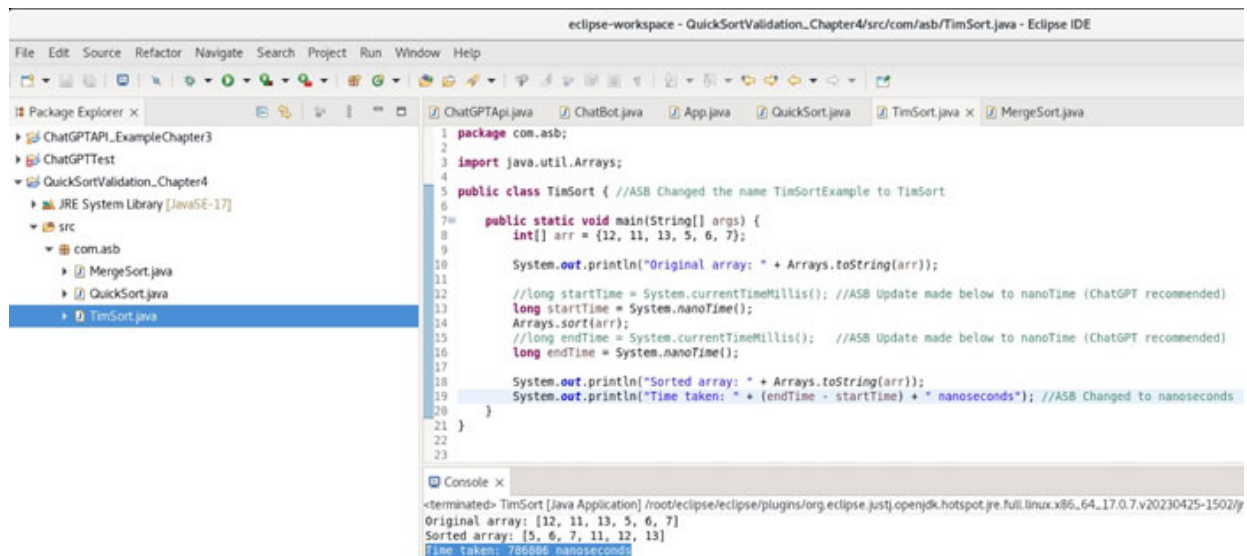 eclipse-workspace - QuickSortValidation_Chapter4/src/com/asb/TimSort.java - Eclipse IDE
File Edit Source Refactor Navigate Search Project Run Window Help
Package Explorer ×
ChatGPTAPI_ExampleChapter3
ChatGPTTest
QuickSortValidation_Chapter4
JRE System Library [JavaSE-17]
src
com.asb
MergeSort.java
QuickSort.java
TimSort.java
ChatGPTApi.java ChatBot.java App.java QuickSort.java TimSort.java × MergeSort.java
1 package com.asb;
2
3 import java.util.Arrays;
4
5 public class TimSort { //ASB Changed the name TimSortExample to TimSort
6
7 public static void main(String[] args) {
8 int[] arr = {12, 11, 13, 5, 6, 7};
9
10 System.out.println("Original array: " + Arrays.toString(arr));
11
12 //long startTime = System.currentTimeMillis(); //ASB Update made below to nanoTime (ChatGPT recommended)
13 long startTime = System.nanoTime();
14 Arrays.sort(arr);
15 //long endTime = System.currentTimeMillis(); //ASB Update made below to nanoTime (ChatGPT recommended)
16 long endTime = System.nanoTime();
17
18 System.out.println("Sorted array: " + Arrays.toString(arr));
19 System.out.println("Time taken: " + (endTime - startTime) + " nanoseconds"); //ASB Changed to nanoseconds
20 }
21 }
22
23
Console ×
<terminated> TimSort [Java Application] /root/eclipse/eclipse/plugins/org.eclipse.justj.openjdk.hotspot.jre.full.linux.x86_64_17.0.7.v20230425-1502/jr
Original array: [12, 11, 13, 5, 6, 7]
Sorted array: [5, 6, 7, 11, 12, 13]
Time taken: 786806 nanoseconds